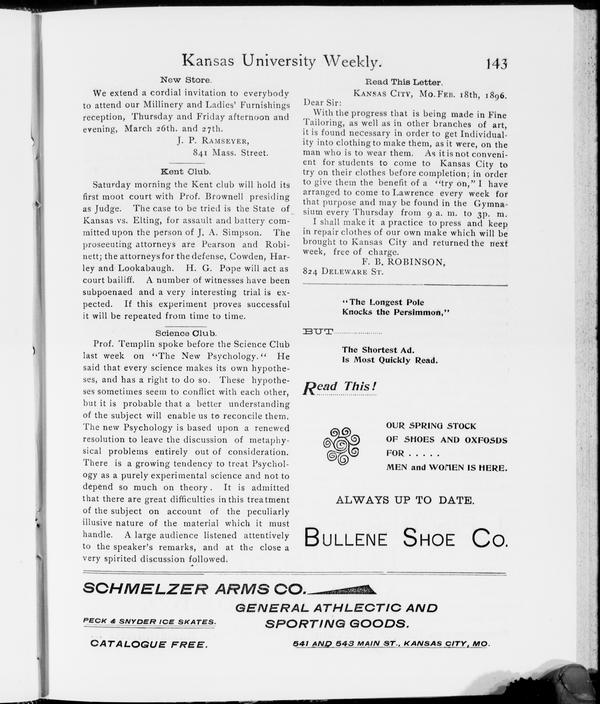 Kansas University Weekly. 143
New Store.
We extend a cordial invitation to everybody
to attend our Millinery and Ladies' Furnishings
reception, Thursday and Friday afternoon and
evening, March 26th. and 27th.
J. P. RAMSEYER,
841 Mass. Street.
Kent Club.
Saturday morning the Kent club will hold its
first moot court with Prof. Brownell presiding
as Judge. The case to be tried is the State of
Kansas vs. Elting, for assault and battery com-
mitted upon the person of J. A. Simpson. The
prosecuting attorneys are Pearson and Robi-
nett; the attorneys for the defense, Cowden, Har-
ley and Lookabaugh. H. G. Pope will act as
court bailiff. A number of witnesses have been
subpoenaed and a very interesting trial is ex-
pected. If this experiment proves successful
it will be repeated from time to time.
Science Club.
Prof. Templin spoke before the Science Club
last week on "The New Psychology." He
said that every science makes its own hypothe-
ses, and has a right to do so. These hypothe-
ses sometimes seem to conflict with each other,
but it is probable that a better understanding
of the subject will enable us to reconcile them.
The new Psychology is based upon a renewed
resolution to leave the discussion of metaphy-
sical problems entirely out of consideration.
There is a growing tendency to treat Psychol-
ogy as a purely experimental science and not to
depend so much on theory. It is admitted
that there are great difficulties in this treatment
of the subject on account of the peculiarly
illusive nature of the material which it must
handle. A large audience listened attentively
to the speaker's remarks, and at the close a
very spirited discussion followed.
Read This Letter.
KANSAS CITY, MO. FEB. 18th, 1896.
Dear Sir:
With the progress that is being made in Fine
Tailoring, as well as in other branches of art,
it is found necessary in order to get Individual-
ity into clothing to make them, as it were, on the
man who is to wear them. As it is not conveni-
ent for students to come to Kansas City to
try on their clothes before completion; in order
to give them the benefit of a "try on," I have
arranged to come to Lawrence every week for
that purpose and may be found in the Gymna-
sium every Thursday from 9 a. m. to 3p. m.
I shall make it a practice to press and keep
in repair clothes of our own make which will be
brought to Kansas City and returned the next
week, free of charge.
F. B, ROBINSON,
824 DELEWARE ST.
"The Longest Pole
Knocks the Persimmon,"
BUT..................
The Shortest Ad.
Is Most Quickly Read.
Read This!
OUR SPRING STOCK
OF SHOES AND OXFOSDS
FOR . . . . .
MEN and WOMEN IS HERE.
ALWAYS UP TO DATE.
BULLENE SHOE CO.
SCHMELZER ARMS CO.
GENERAL ATHLECTIC AND
PECK & SNYDER ICE SKATES. SPORTING GOODS.
CATALOGUE FREE. 541 AND 543 MAIN ST., KANSAS CITY, MO.